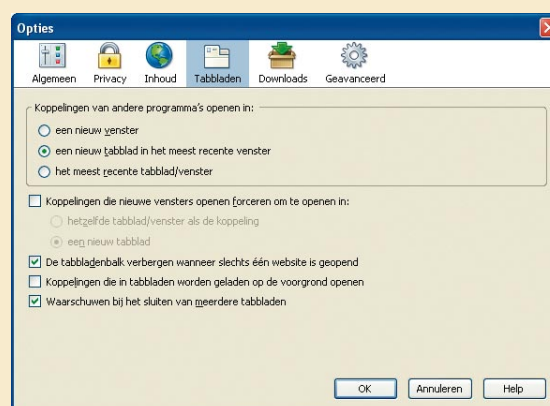 Opties
Algemeen Privacy Inhoud Tabbladen Downloads Geavanceerd
Koppelingen van andere programma's openen in:
een nieuw venster
een nieuw tabblad in het meest recente venster
het meest recente tabblad/venster
Koppelingen die nieuwe vensters openen forceren om te openen in:
hetzelfde tabblad/venster als de koppeling
een nieuw tabblad
De tabbladenbalk verbergen wanneer slechts één website is geopend
Koppelingen die in tabbladen worden geladen op de voorgrond openen
Waarschuwen bij het sluiten van meerdere tabbladen
OK Annuleren Help